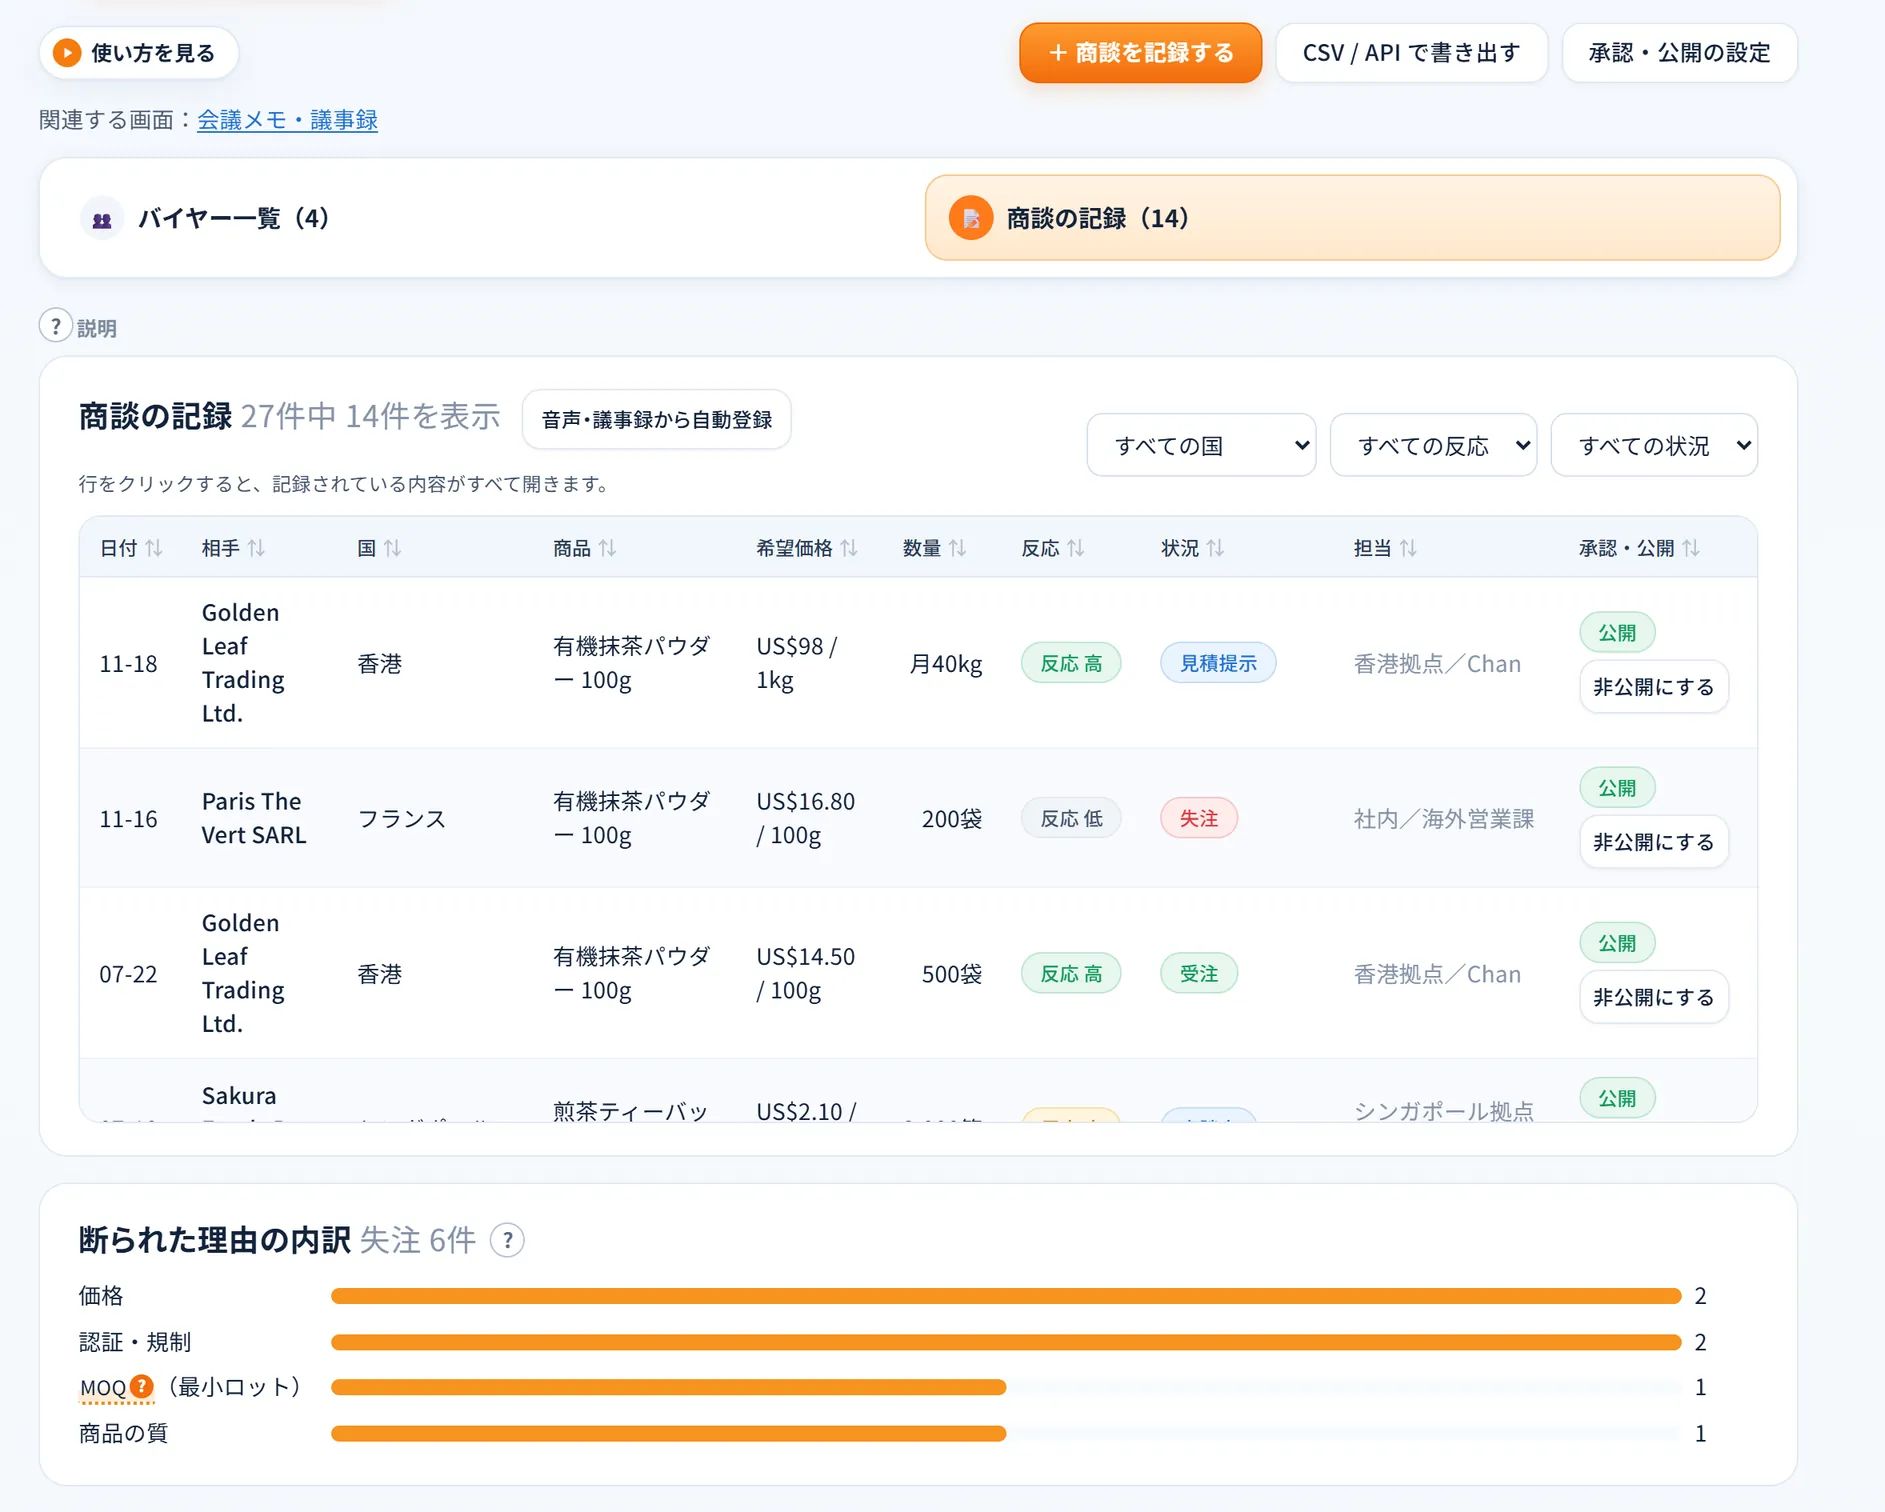 使い方を見る
＋ 商談を記録する
CSV / API で書き出す
承認・公開の設定
関連する画面：会議メモ・議事録
バイヤー一覧（4）
商談の記録（14）
? 説明
商談の記録 27件中 14件を表示
音声・議事録から自動登録
すべての国
すべての反応
すべての状況
行をクリックすると、記録されている内容がすべて開きます。
日付 相手 国 商品 希望価格 数量 反応 状況 担当 承認・公開
11-18
Golden
Leaf
Trading
Ltd.
香港
有機抹茶パウダ
ー 100g
US$98 /
1kg
月40kg
反応 高
見積提示
香港拠点／Chan
公開
非公開にする
11-16
Paris The
Vert SARL
フランス
有機抹茶パウダ
ー 100g
US$16.80
/ 100g
200袋
反応 低
失注
社内／海外営業課
公開
非公開にする
07-22
Golden
Leaf
Trading
Ltd.
香港
有機抹茶パウダ
ー 100g
US$14.50
/ 100g
500袋
反応 高
受注
香港拠点／Chan
公開
非公開にする
Sakura
煎茶ティーバッ
US$2.10 /
シンガポール拠点
公開
断られた理由の内訳 失注 6件 ?
価格 2
認証・規制 2
MOQ?（最小ロット） 1
商品の質 1